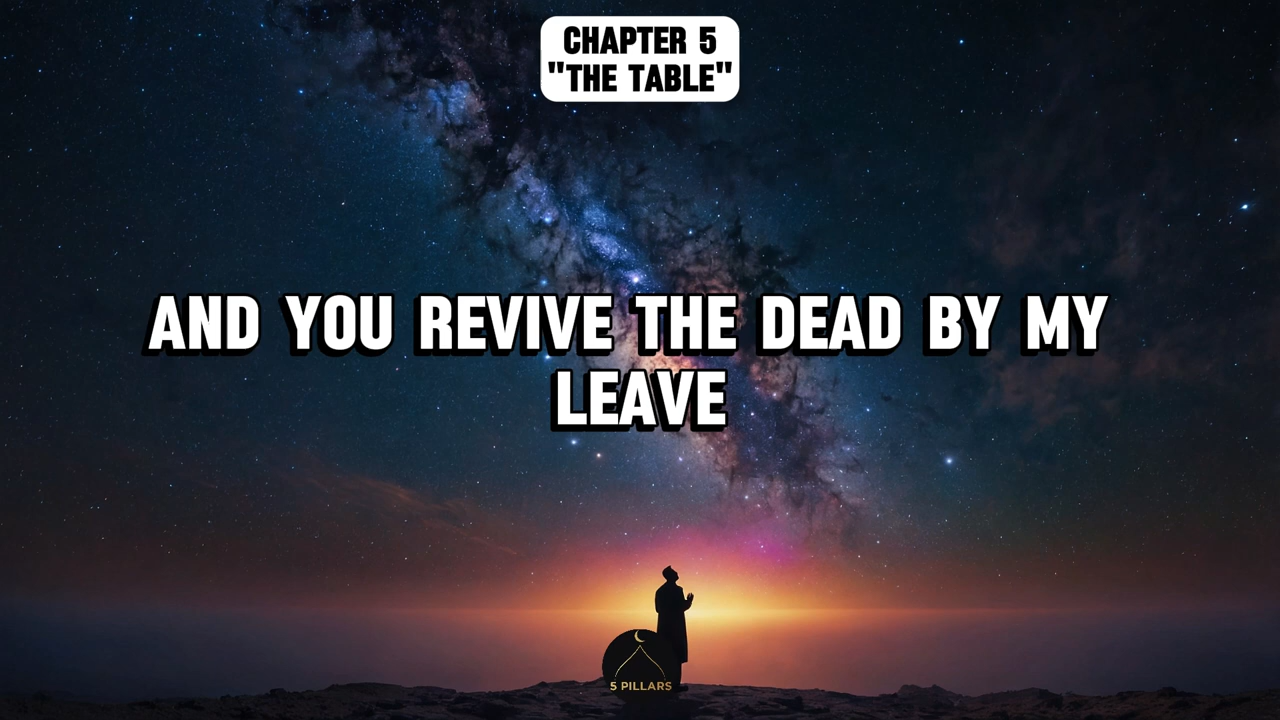 CHAPTER 5
"THE TABLE"
AND YOU REVIVE THE DEAD BY MY
LEAVE
5 PILLARS